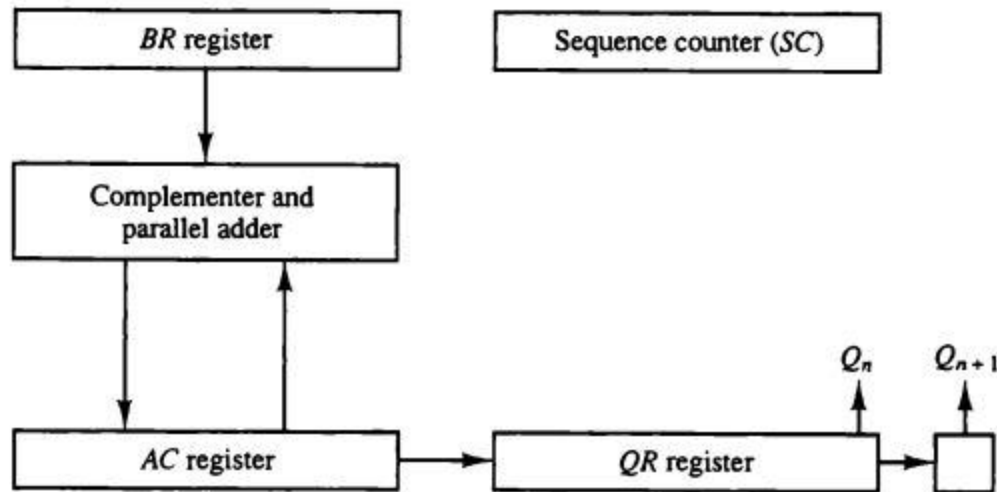 BR register
Sequence counter (SC)
Complementer and
parallel adder
Qn
Qn + 1
AC register
QR register